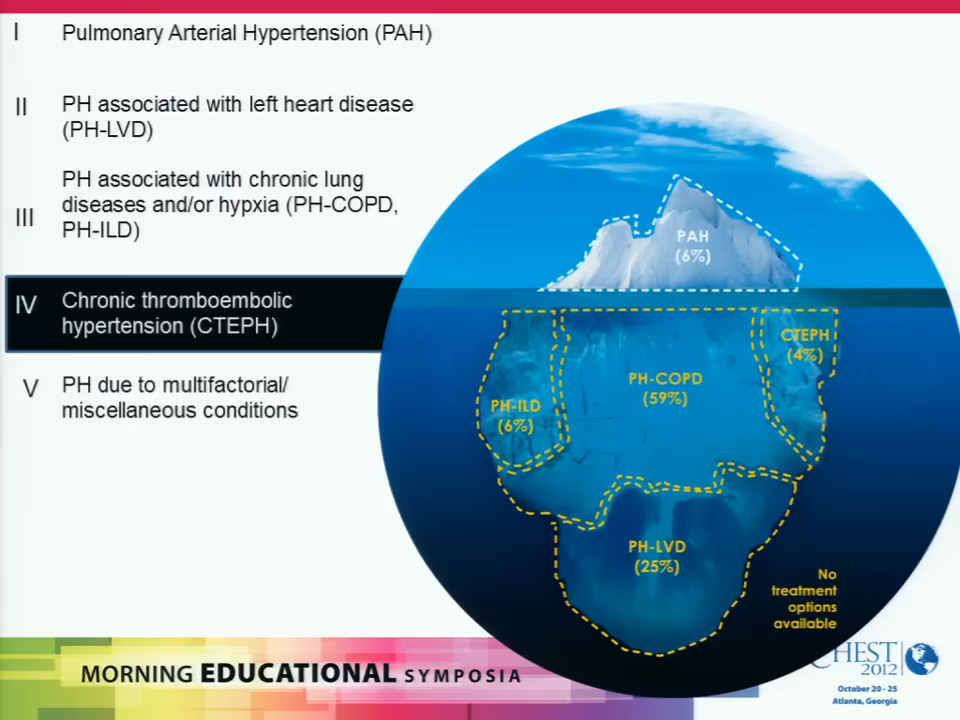 I Pulmonary Arterial Hypertension (PAH)
II PH associated with left heart disease
(PH-LVD)
III PH associated with chronic lung
diseases and/or hypxia (PH-COPD,
PH-ILD)
IV Chronic thromboembolic
hypertension (CTEPH)
V PH due to multifactorial/
miscellaneous conditions
PAH
(6%)
CTEPH
(4%)
PH-COPD
(59%)
PH-ILD
(6%)
PH-LVD
(25%)
No
treatment
options
available
MORNING EDUCATIONAL SYMPOSIA
CHEST
2012
October 20 - 25
Atlanta, Georgia